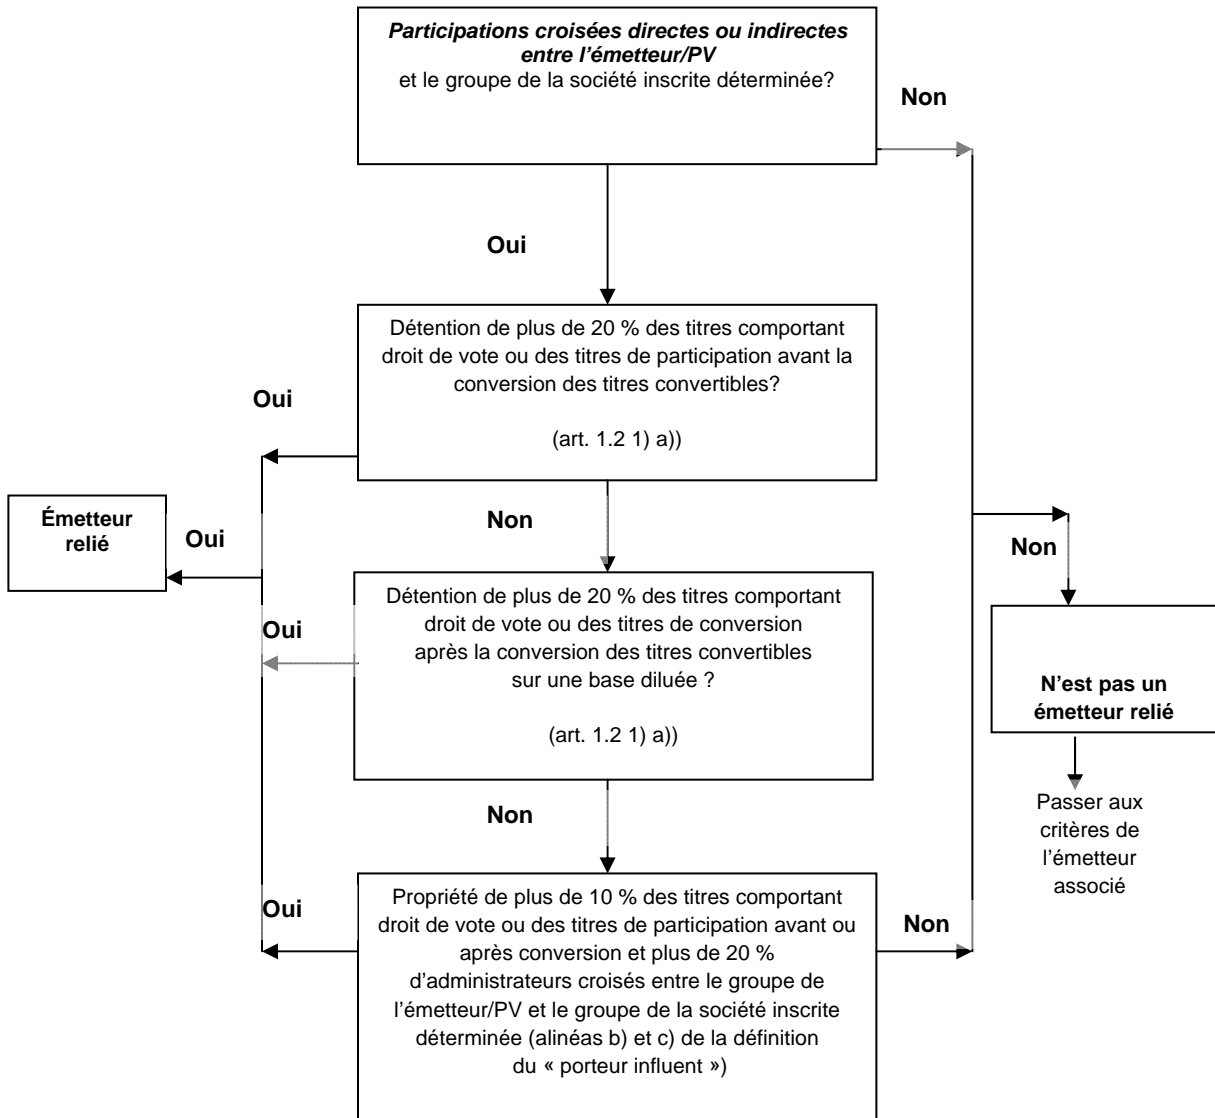 Participations croisées directes ou indirectes
entre l'émetteur/PV
et le groupe de la société inscrite déterminée?
Non
Oui
Détention de plus de 20 % des titres comportant
droit de vote ou des titres de participation avant la
conversion des titres convertibles?
(art. 1.2 1) a))
Oui
Émetteur
relié
Oui
Non
Non
Détention de plus de 20 % des titres comportant
droit de vote ou des titres de conversion
après la conversion des titres convertibles
sur une base diluée ?
(art. 1.2 1) a))
Oui
N'est pas un
émetteur relié
Passer aux
critères de
l'émetteur
associé
Non
Propriété de plus de 10 % des titres comportant
droit de vote ou des titres de participation avant ou
après conversion et plus de 20 %
d'administrateurs croisés entre le groupe de
l'émetteur/PV et le groupe de la société inscrite
déterminée (alinéas b) et c) de la définition
du « porteur influent »)
Oui
Non